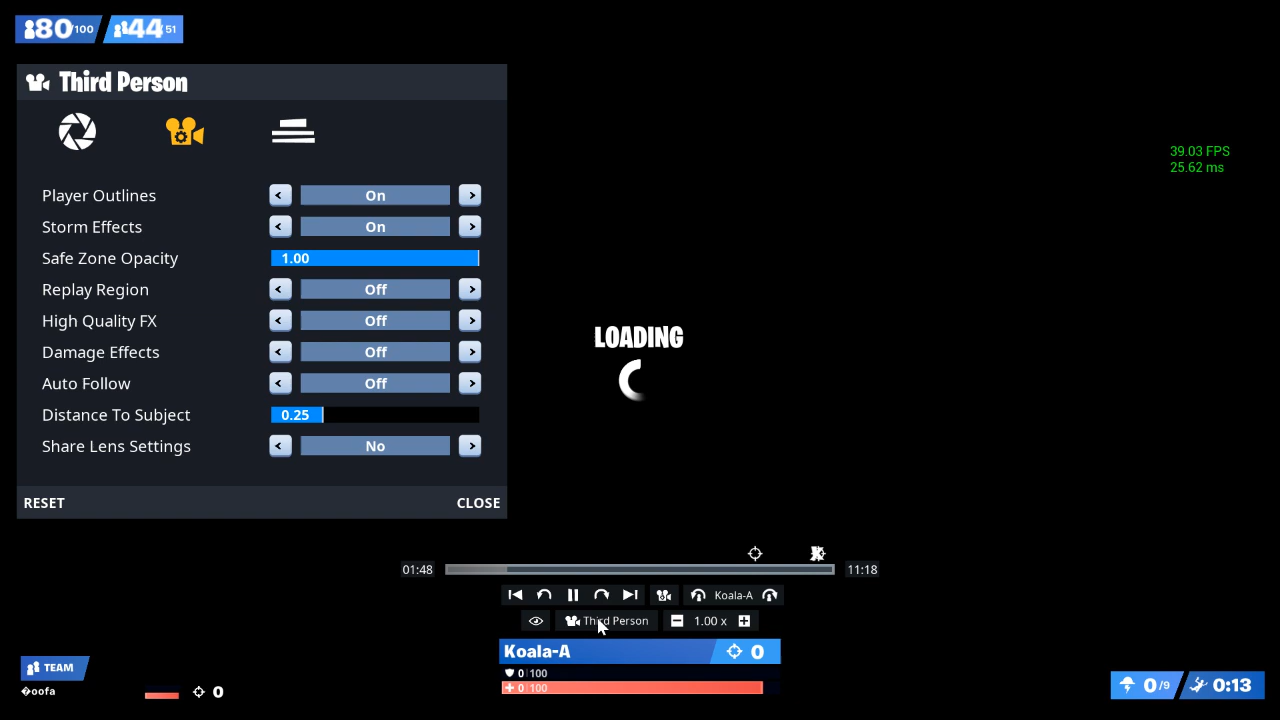 80/100 44/51
Third Person
39.03 FPS
25.62 ms
Player Outlines On
Storm Effects On
Safe Zone Opacity 1.00
Replay Region Off
High Quality FX Off
Damage Effects Off
Auto Follow Off
Distance To Subject 0.25
Share Lens Settings No
RESET CLOSE
LOADING
01:48 11:18
Koala-A
Third Person 1.00 x
Koala-A 0
0|100
0|100
TEAM
�oofa 0
0/9 0:13